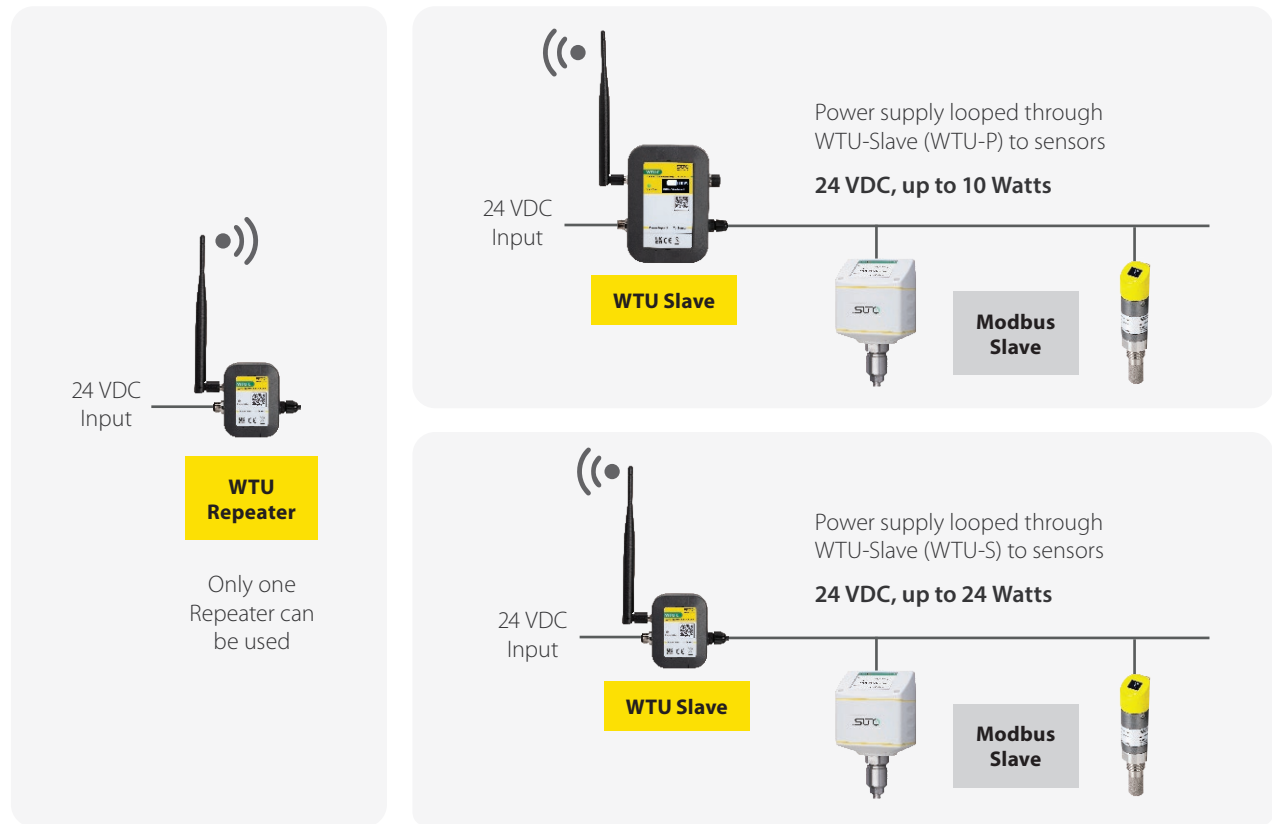 24 VDC
Input
WTU
Repeater
Only one
Repeater can
be used
Power supply looped through
WTU-Slave (WTU-P) to sensors
24 VDC, up to 10 Watts
24 VDC
Input
WTU Slave
SUTO
Modbus
Slave
Power supply looped through
WTU-Slave (WTU-S) to sensors
24 VDC, up to 24 Watts
24 VDC
Input
WTU Slave
SUTO
Modbus
Slave